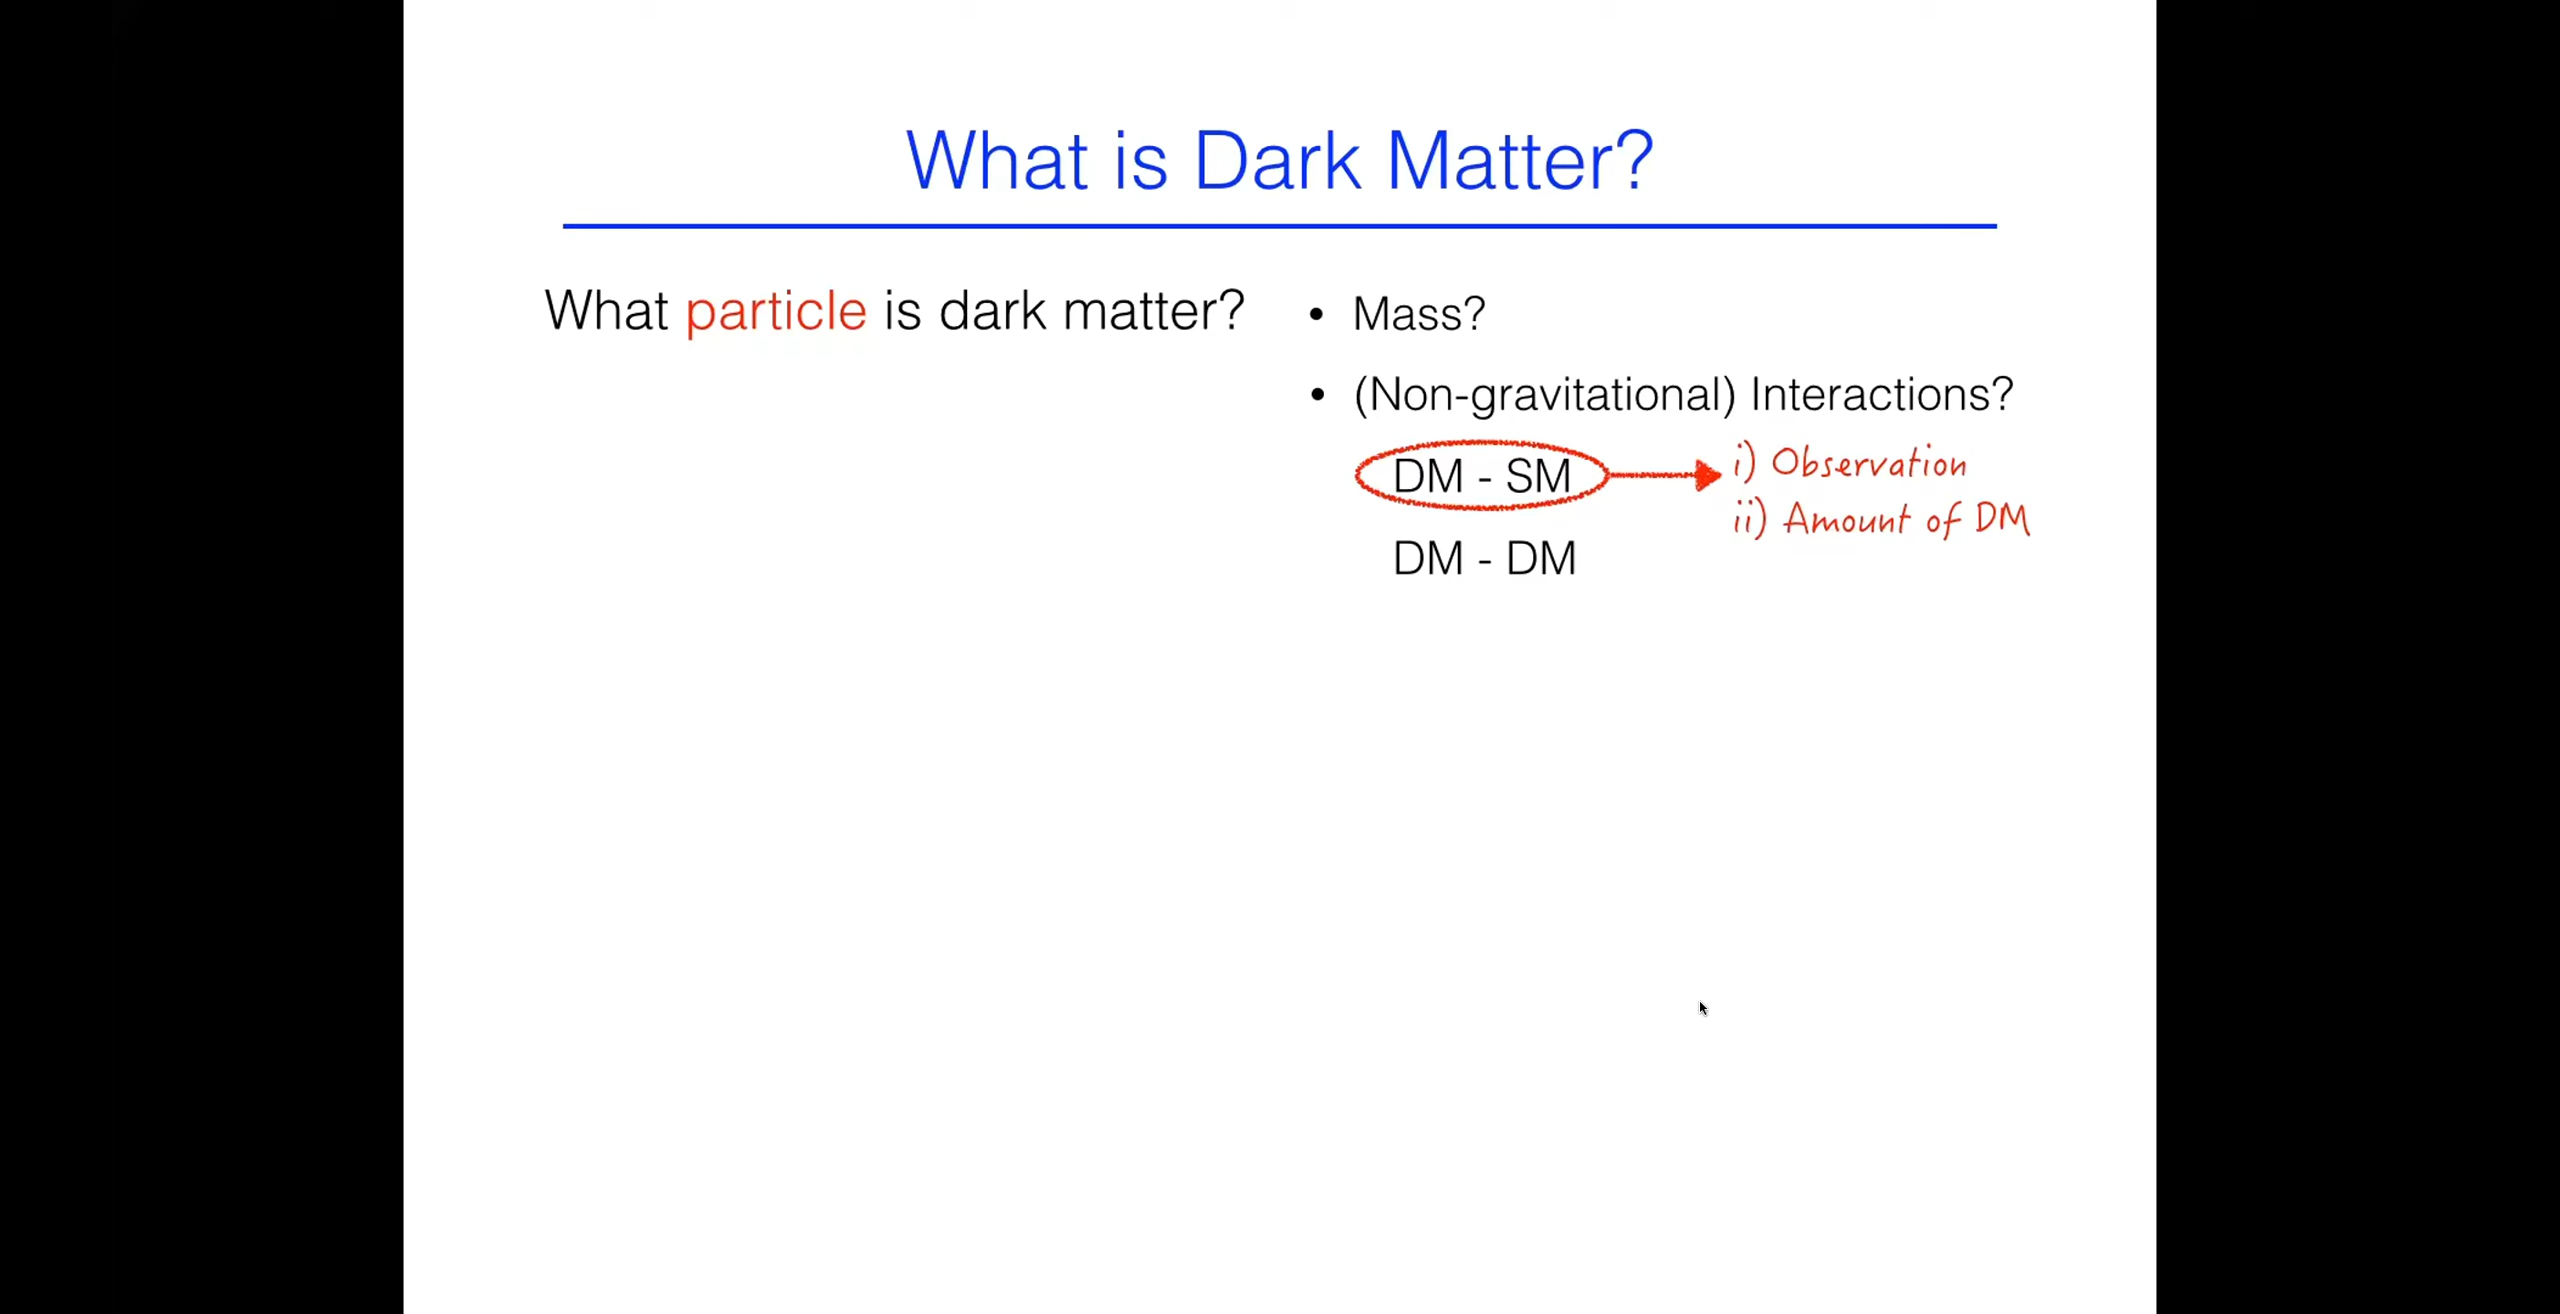 What is Dark Matter?
What particle is dark matter?
• Mass?
• (Non-gravitational) Interactions?
DM - SM
i) Observation
ii) Amount of DM
DM - DM